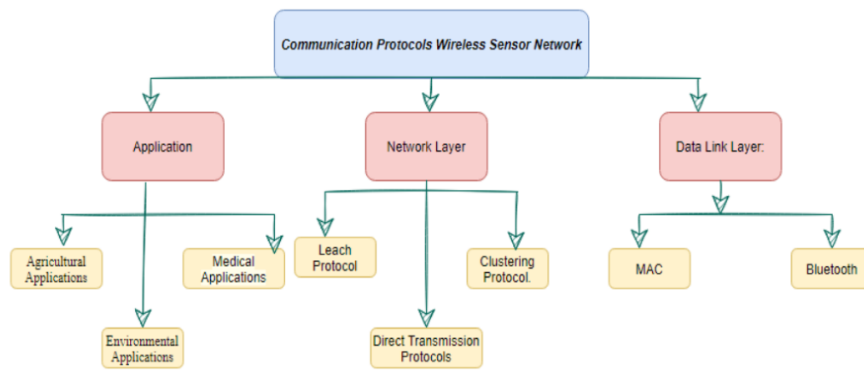 Communication Protocols Wireless Sensor Network
Application
Network Layer
Data Link Layer:
Agricultural
Applications
Medical
Applications
Leach
Protocol
Clustering
Protocol.
MAC
Bluetooth
Environmental
Applications
Direct Transmission
Protocols